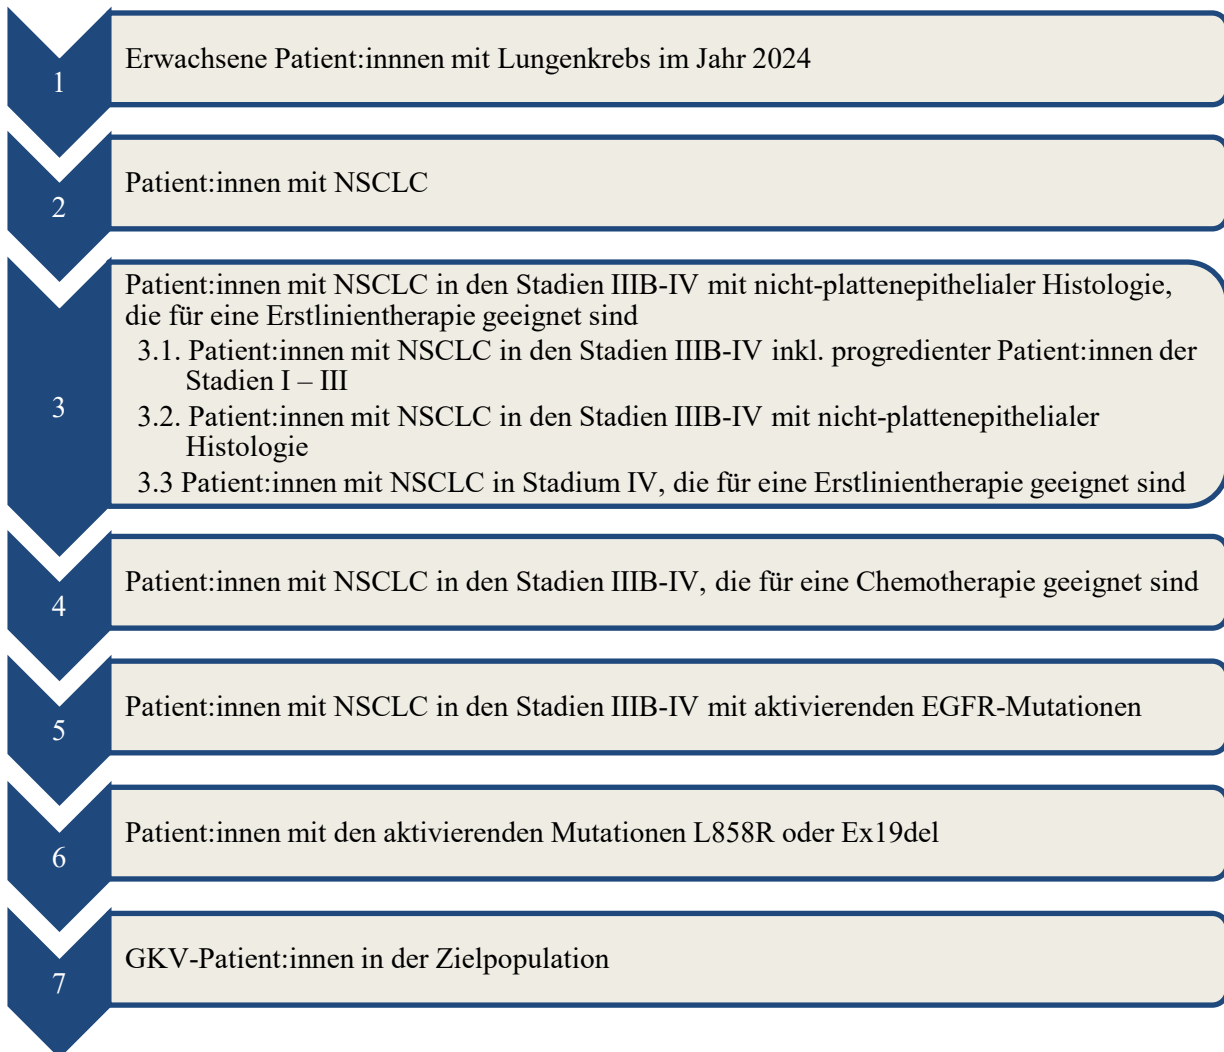 1
Erwachsene Patient:innnen mit Lungenkrebs im Jahr 2024
2
Patient:innen mit NSCLC
3
Patient:innen mit NSCLC in den Stadien IIIB-IV mit nicht-plattenepithelialer Histologie,
die für eine Erstlinientherapie geeignet sind
3.1. Patient:innen mit NSCLC in den Stadien IIIB-IV inkl. progredienter Patient:innen der
Stadien I – III
3.2. Patient:innen mit NSCLC in den Stadien IIIB-IV mit nicht-plattenepithelialer
Histologie
3.3 Patient:innen mit NSCLC in Stadium IV, die für eine Erstlinientherapie geeignet sind
4
Patient:innen mit NSCLC in den Stadien IIIB-IV, die für eine Chemotherapie geeignet sind
5
Patient:innen mit NSCLC in den Stadien IIIB-IV mit aktivierenden EGFR-Mutationen
6
Patient:innen mit den aktivierenden Mutationen L858R oder Ex19del
7
GKV-Patient:innen in der Zielpopulation